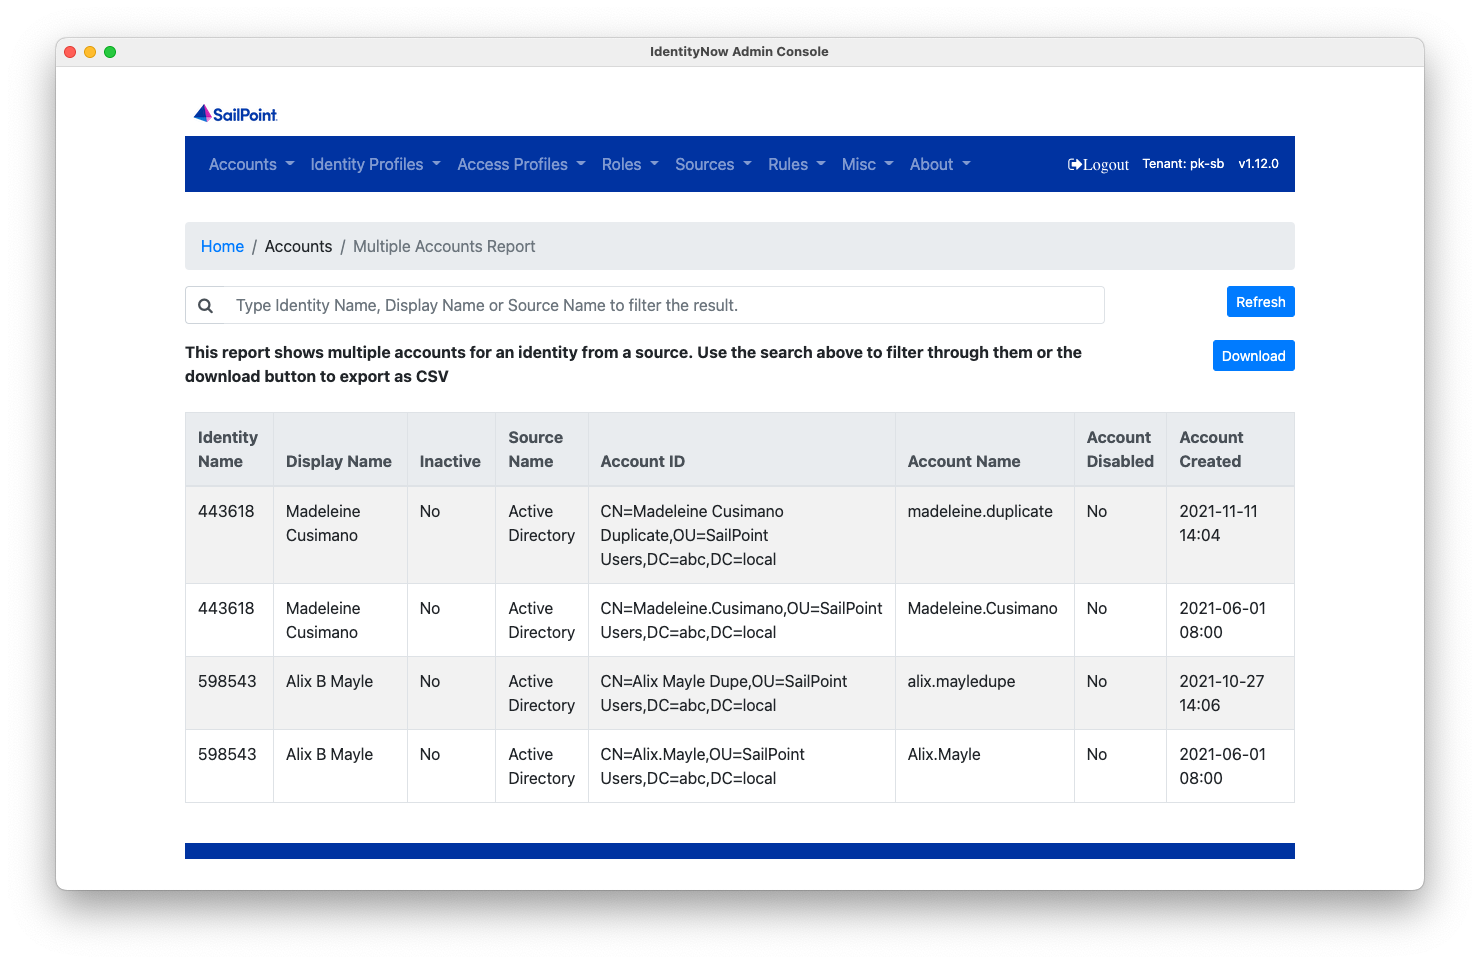 IdentityNow Admin Console
SailPoint
Accounts Identity Profiles Access Profiles Roles Sources Rules Misc About Logout Tenant: pk-sb v1.12.0
Home / Accounts / Multiple Accounts Report
Type Identity Name, Display Name or Source Name to filter the result.
Refresh
This report shows multiple accounts for an identity from a source. Use the search above to filter through them or the
download button to export as CSV
Download
Identity
Name
Display Name
Inactive
Source
Name
Account ID
Account Name
Account
Disabled
Account
Created
443618
Madeleine
Cusimano
No
Active
Directory
CN=Madeleine Cusimano
Duplicate,OU=SailPoint
Users,DC=abc,DC=local
madeleine.duplicate
No
2021-11-11
14:04
443618
Madeleine
Cusimano
No
Active
Directory
CN=Madeleine.Cusimano,OU=SailPoint
Users,DC=abc,DC=local
Madeleine.Cusimano
No
2021-06-01
08:00
598543
Alix B Mayle
No
Active
Directory
CN=Alix Mayle Dupe,OU=SailPoint
Users,DC=abc,DC=local
alix.mayledupe
No
2021-10-27
14:06
598543
Alix B Mayle
No
Active
Directory
CN=Alix.Mayle,OU=SailPoint
Users,DC=abc,DC=local
Alix.Mayle
No
2021-06-01
08:00